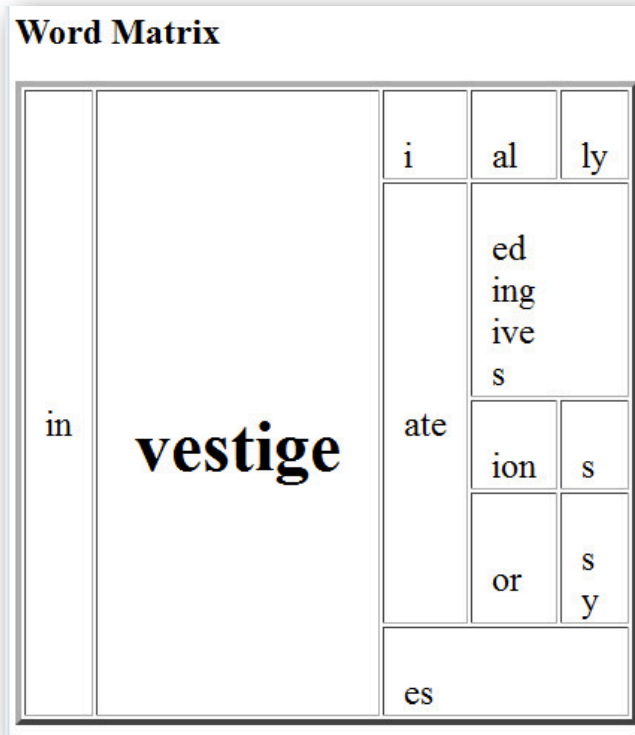 Word Matrix
i al ly
ed
ing
ive
s
in vestige ate
ion s
s
or
y
es